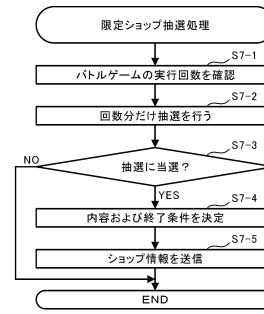 限定ショップ抽選処理
S7-1
バトルゲームの実行回数を確認
S7-2
回数分だけ抽選を行う
S7-3
抽選に当選?
NO
YES
S7-4
内容および終了条件を決定
S7-5
ショップ情報を送信
END